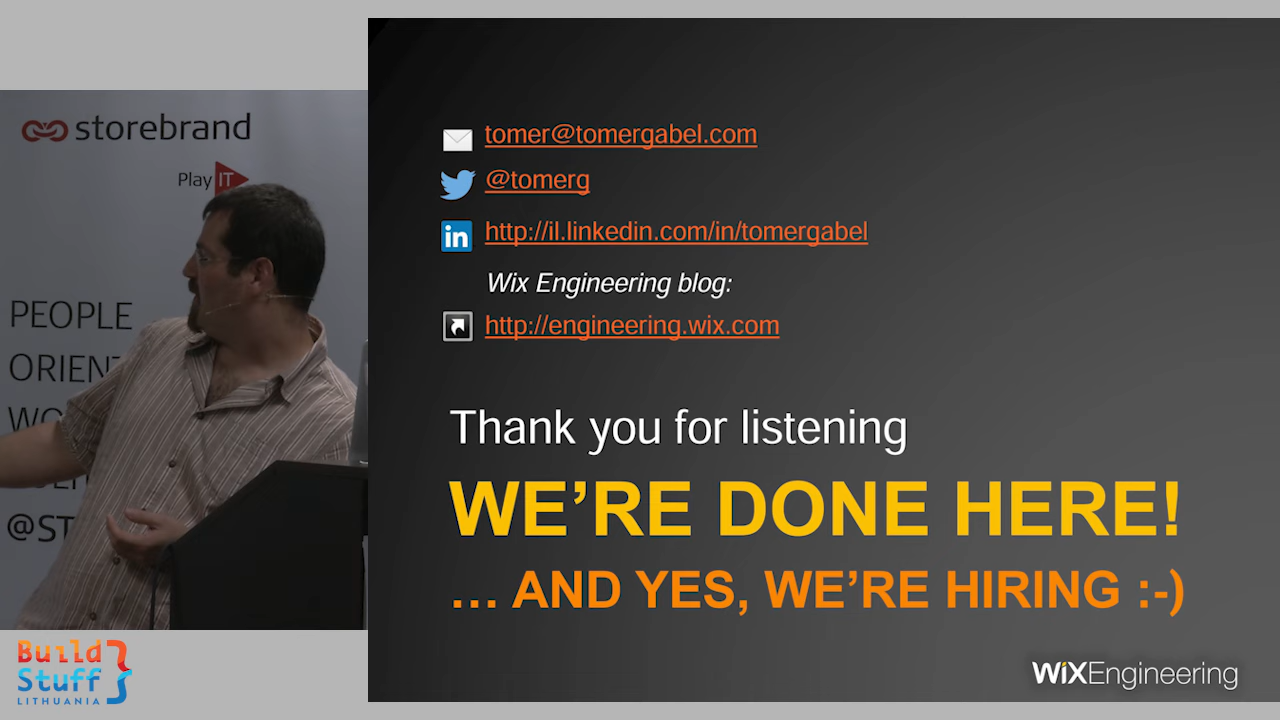 storebrand
Play IT
PEOPLE
@ST
Build
Stuff
LITHUANIA
tomer@tomergabel.com
@tomerg
in http://il.linkedin.com/in/tomergabel
Wix Engineering blog:
http://engineering.wix.com
Thank you for listening
WE’RE DONE HERE!
... AND YES, WE’RE HIRING :-)
WiXEngineering